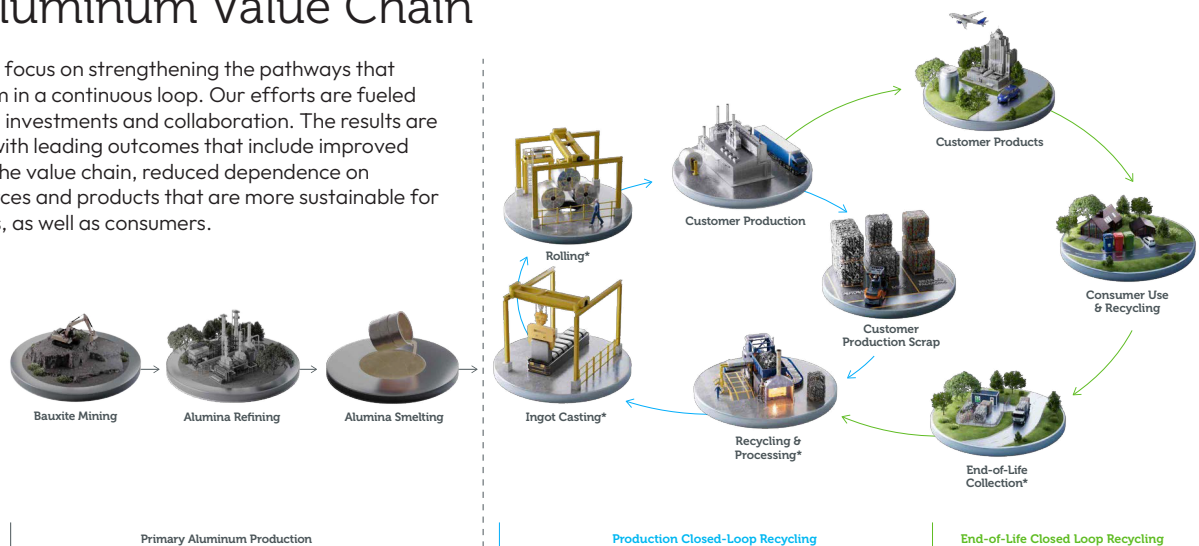 luminum Value Chain
focus on strengthening the pathways that
in a continuous loop. Our efforts are fueled
investments and collaboration. The results are
with leading outcomes that include improved
he value chain, reduced dependence on
ces and products that are more sustainable for
, as well as consumers.
Customer Products
Customer Production
Rolling*
Consumer Use
& Recycling
Customer
Production Scrap
Bauxite Mining
Alumina Refining
Alumina Smelting
Ingot Casting*
Recycling &
Processing*
End-of-Life
Collection*
Primary Aluminum Production
Production Closed-Loop Recycling
End-of-Life Closed Loop Recycling